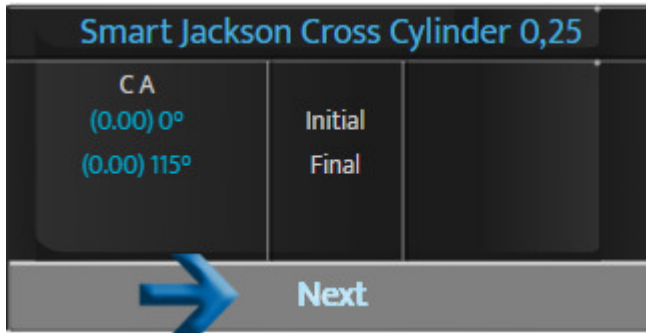 Smart Jackson Cross Cylinder 0,25
C A
(0.00) 0º Initial
(0.00) 115º Final
Next